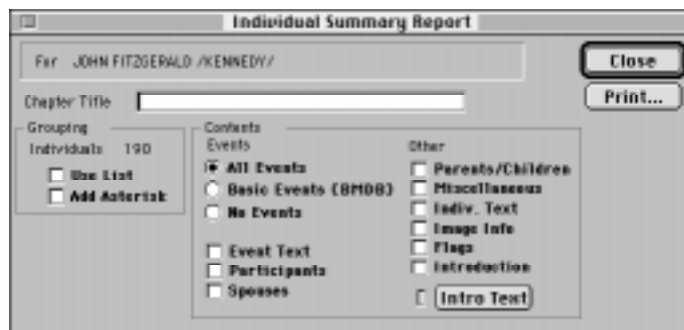 Individual Summary Report
For JOHN FITZGERALD /KENNEDY/
Close
Chapter Title
Print...
Grouping
Individuals 190
Use List
Add Asterisk
Contents
Events
All Events
Basic Events (BMDB)
No Events
Event Text
Participants
Spouses
Other
Parents/Children
Miscellaneous
Indiv. Text
Image Info
Flags
Introduction
Intro Text